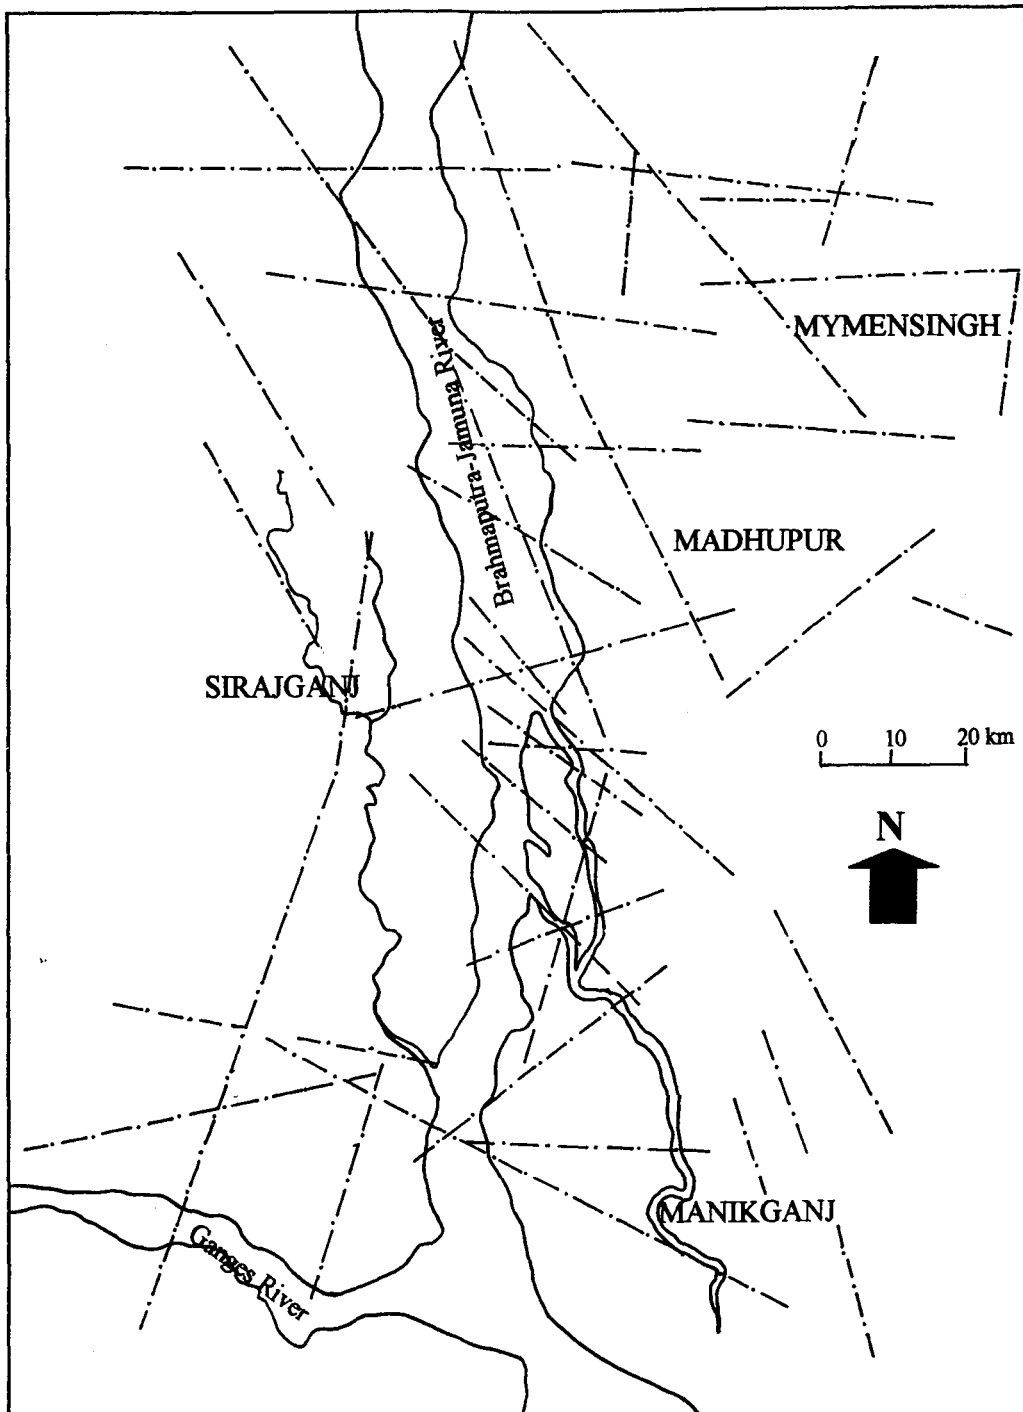 MYMENSINGH
Brahmaputra-Jamuna River
MADHUPUR
SIRAJGANJ
0 10 20 km
N
MANIKGANJ
Ganges River